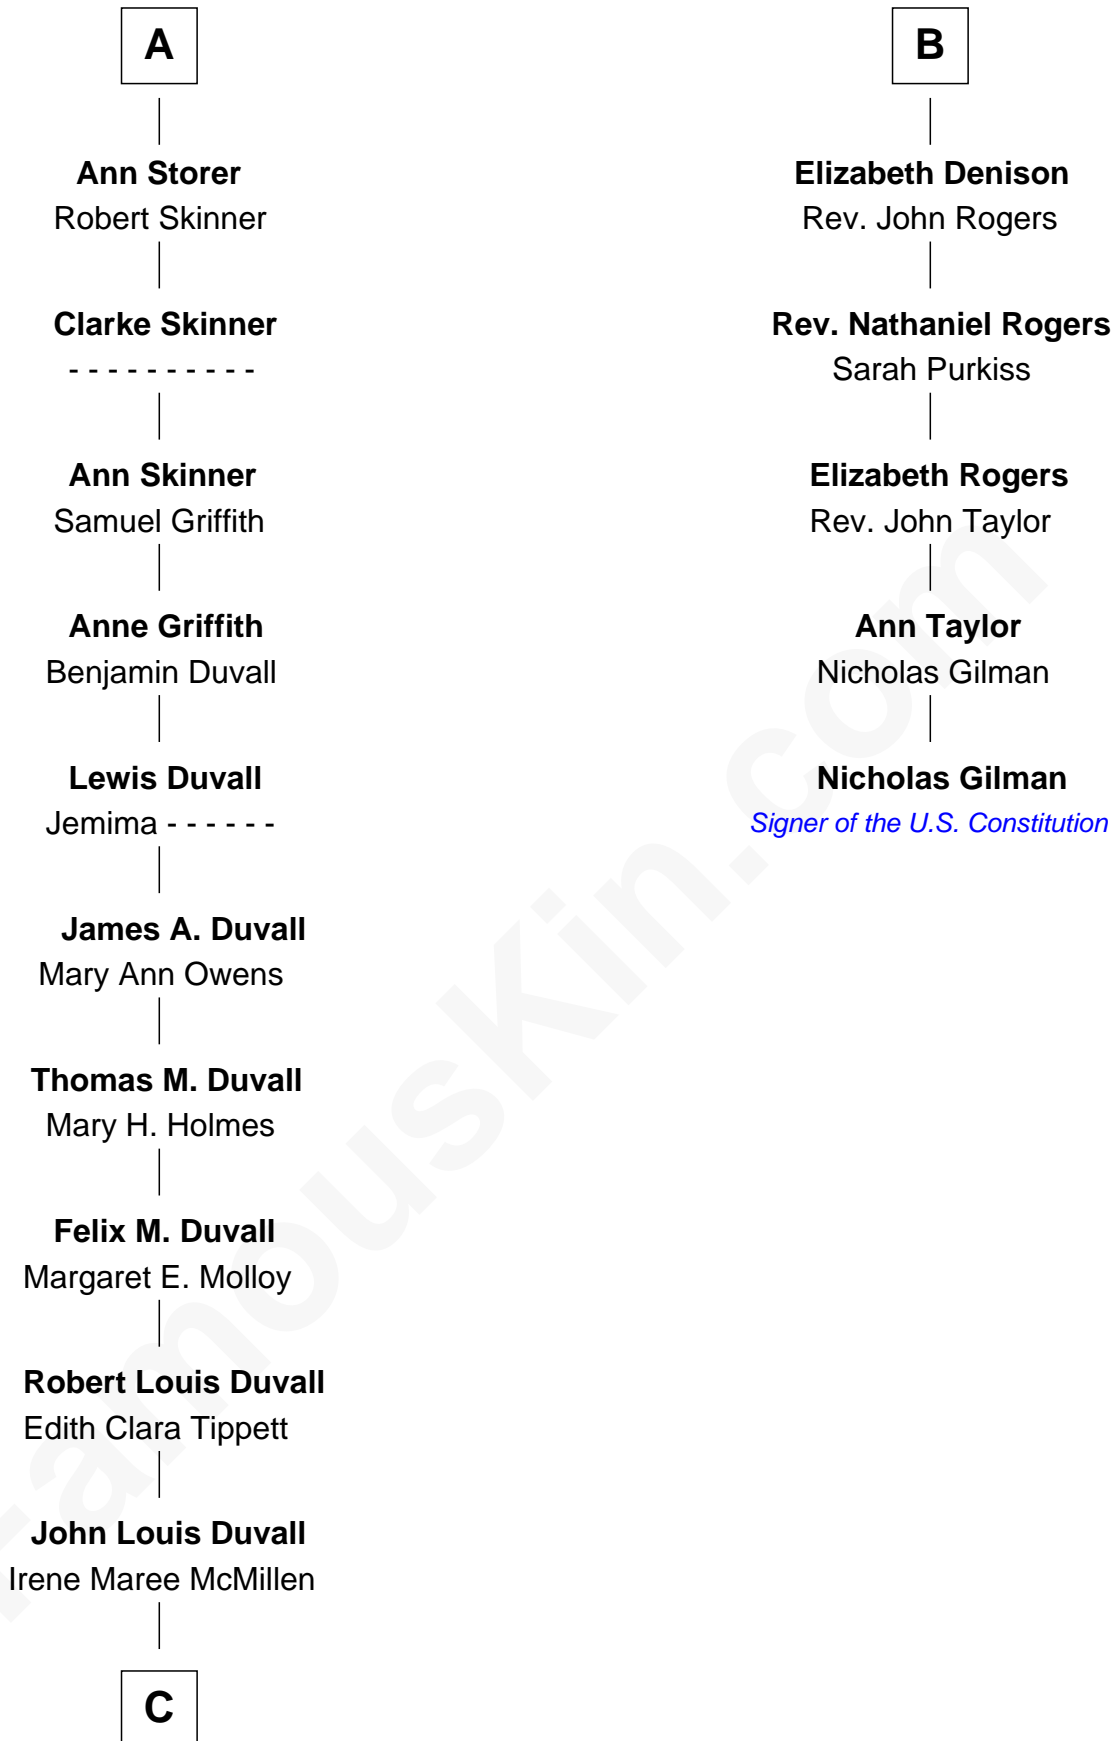 A
Ann Storer
Robert Skinner
Clarke Skinner
- - - - - - - - - -
Ann Skinner
Samuel Griffith
Anne Griffith
Benjamin Duvall
Lewis Duvall
Jemima - - - - - -
James A. Duvall
Mary Ann Owens
Thomas M. Duvall
Mary H. Holmes
Felix M. Duvall
Margaret E. Molloy
Robert Louis Duvall
Edith Clara Tippett
John Louis Duvall
Irene Maree McMillen
C
B
Elizabeth Denison
Rev. John Rogers
Rev. Nathaniel Rogers
Sarah Purkiss
Elizabeth Rogers
Rev. John Taylor
Ann Taylor
Nicholas Gilman
Nicholas Gilman
Signer of the U.S. Constitution
FamousKin.com